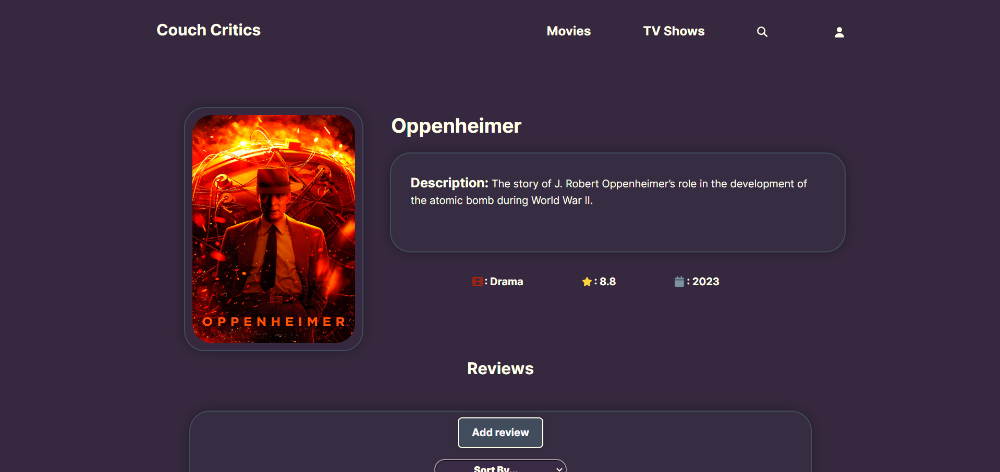 Couch Critics
Movies
TV Shows
Oppenheimer
Description: The story of J. Robert Oppenheimer’s role in the development of
the atomic bomb during World War II.
: Drama
: 8.8
: 2023
OPPENHEIMER
Reviews
Add review
Sort By...